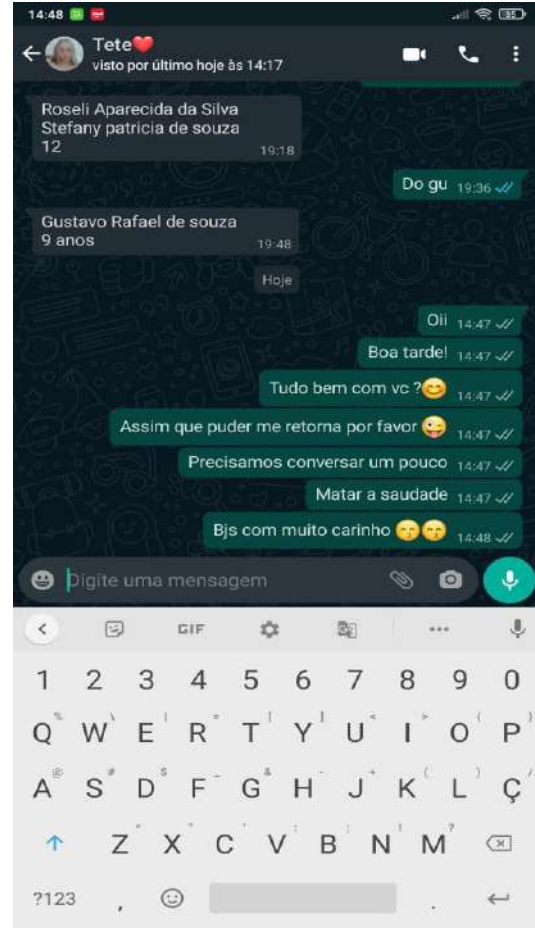 14:48
35
Tete❤️
visto por último hoje às 14:17
Roseli Aparecida da Silva
Stefany patricia de souza
12
19:18
Do gu 19:36
Gustavo Rafael de souza
9 anos
19:48
Hoje
Oii 14:47
Boa tarde! 14:47
Tudo bem com vc ?😊 14:47
Assim que puder me retorna por favor 😜 14:47
Precisamos conversar um pouco 14:47
Matar a saudade 14:47
Bjs com muito carinho 😙😙 14:48
Digite uma mensagem
GIF
1 2 3 4 5 6 7 8 9 0
Q W E R T Y U I O P
A S D F G H J K L Ç
Z X C V B N M
?123 , .